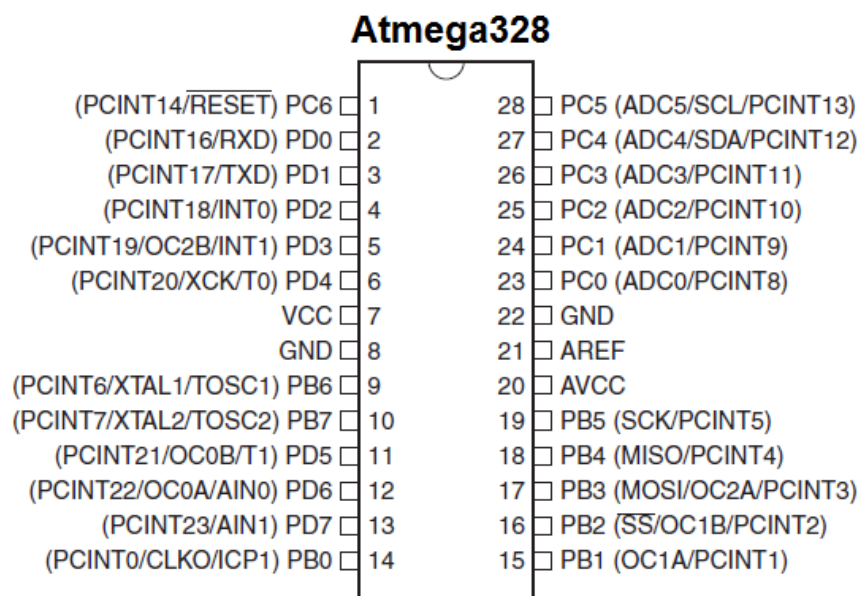 Atmega328
(PCINT14/RESET) PC6 1 28 PC5 (ADC5/SCL/PCINT13)
(PCINT16/RXD) PD0 2 27 PC4 (ADC4/SDA/PCINT12)
(PCINT17/TXD) PD1 3 26 PC3 (ADC3/PCINT11)
(PCINT18/INT0) PD2 4 25 PC2 (ADC2/PCINT10)
(PCINT19/OC2B/INT1) PD3 5 24 PC1 (ADC1/PCINT9)
(PCINT20/XCK/T0) PD4 6 23 PC0 (ADC0/PCINT8)
VCC 7 22 GND
GND 8 21 AREF
(PCINT6/XTAL1/TOSC1) PB6 9 20 AVCC
(PCINT7/XTAL2/TOSC2) PB7 10 19 PB5 (SCK/PCINT5)
(PCINT21/OC0B/T1) PD5 11 18 PB4 (MISO/PCINT4)
(PCINT22/OC0A/AIN0) PD6 12 17 PB3 (MOSI/OC2A/PCINT3)
(PCINT23/AIN1) PD7 13 16 PB2 (SS/OC1B/PCINT2)
(PCINT0/CLKO/ICP1) PB0 14 15 PB1 (OC1A/PCINT1)